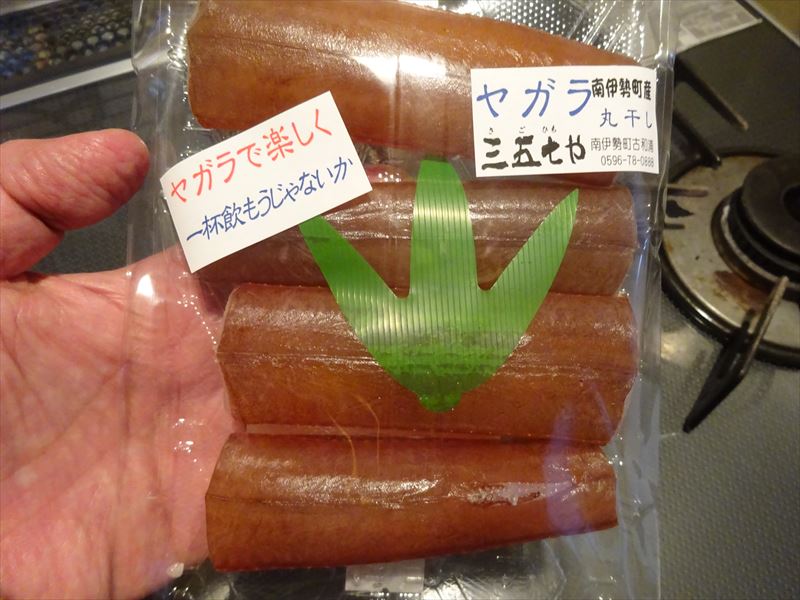 ヤガラ 南伊勢町産
丸干し
さ ご ひち
三五七や
南伊勢町古和浦
0596-78-0888
ヤガラで楽しく
一杯飲もうじゃないか